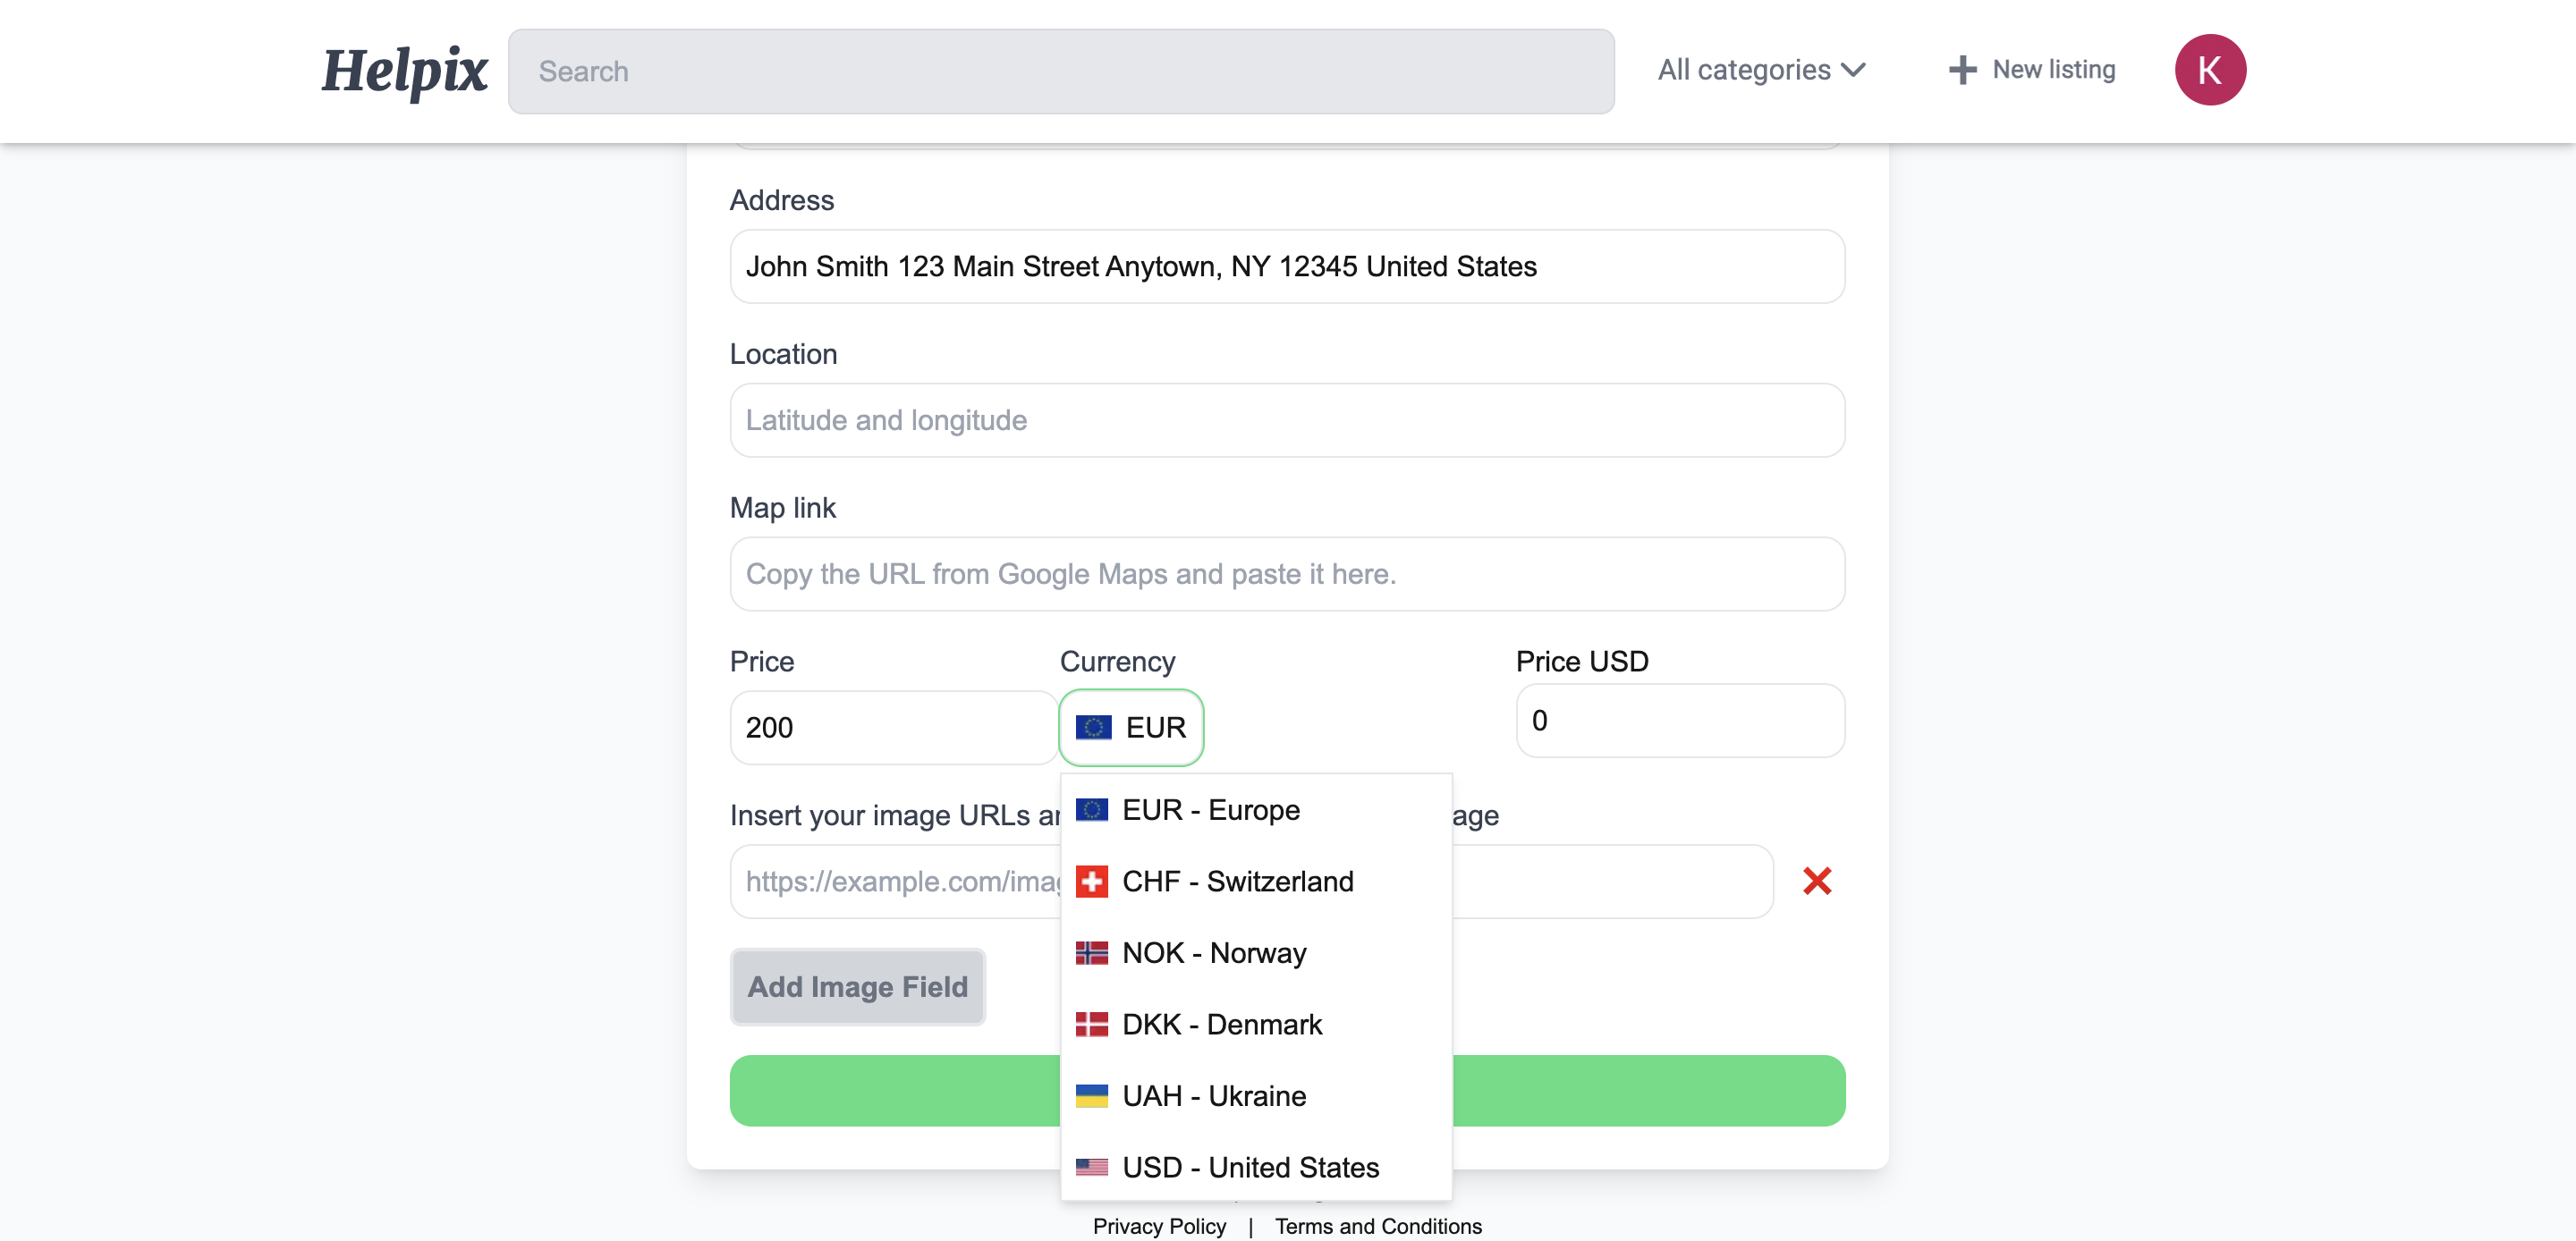 Helpix
Search
All categories
New listing
K
Address
John Smith 123 Main Street Anytown, NY 12345 United States
Location
Latitude and longitude
Map link
Copy the URL from Google Maps and paste it here.
Price Currency Price USD
200 EUR 0
Insert your image URLs age
https://example.com/imag
EUR - Europe
CHF - Switzerland
NOK - Norway
DKK - Denmark
UAH - Ukraine
USD - United States
Add Image Field
Privacy Policy | Terms and Conditions